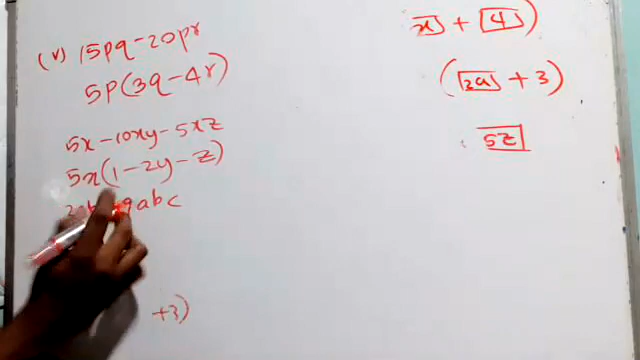 (v) 15pq-20pr
5p(3q-4r)
5x-10xy-5xz
5x(1-2y-z)
9abc
+3)
x + 4)
(2a + 3)
5z